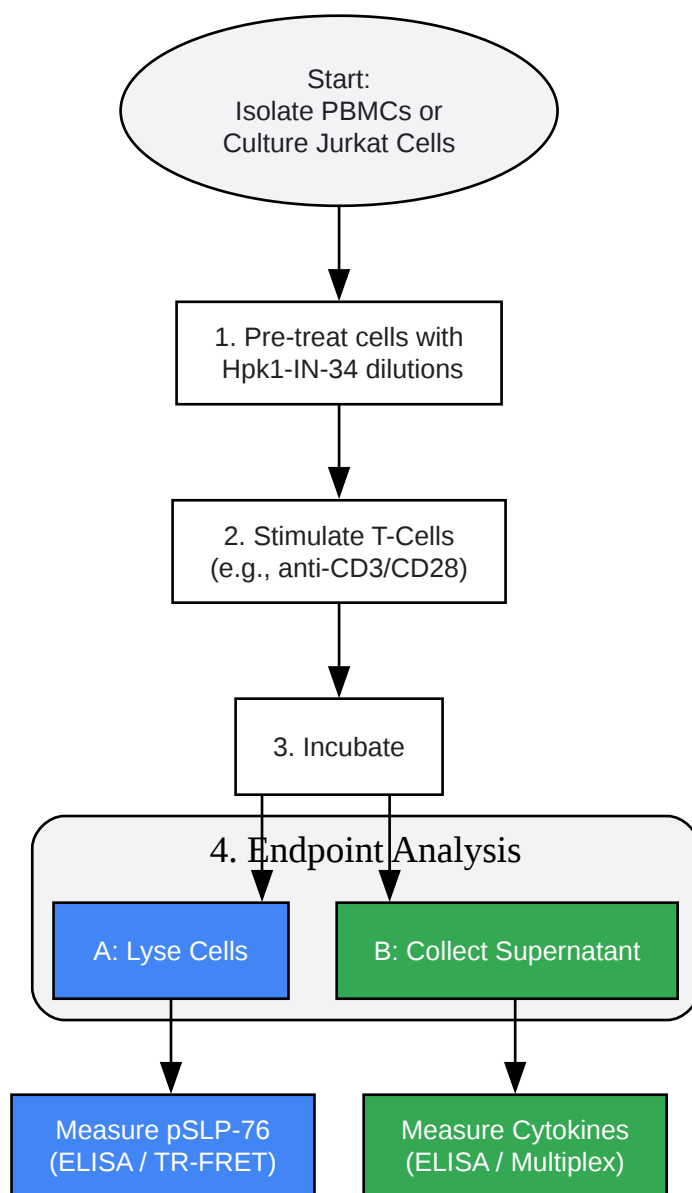 Start:
Isolate PBMCs or
Culture Jurkat Cells
1. Pre-treat cells with
Hpk1-IN-34 dilutions
2. Stimulate T-Cells
(e.g., anti-CD3/CD28)
3. Incubate
4. Endpoint Analysis
A: Lyse Cells
B: Collect Supernatant
Measure pSLP-76
(ELISA / TR-FRET)
Measure Cytokines
(ELISA / Multiplex)